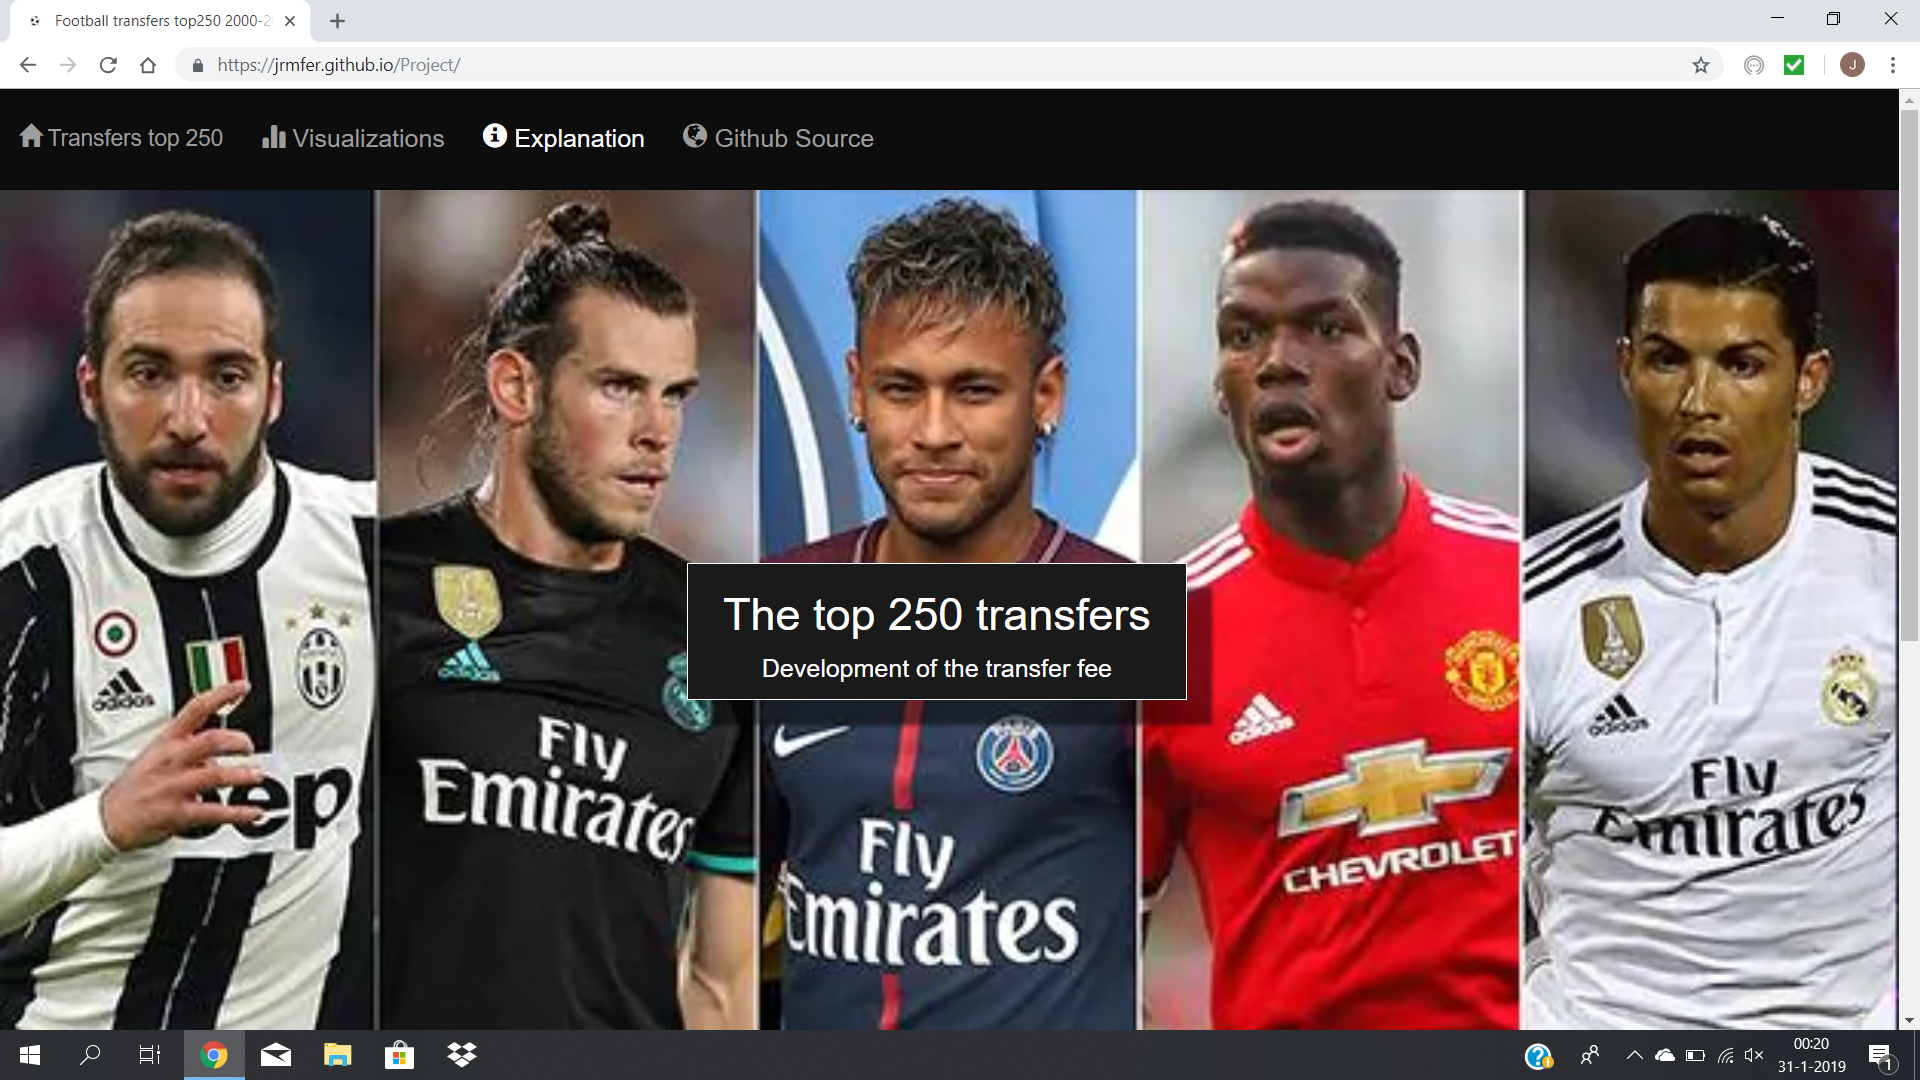 Football transfers top250 2000-2
https://jrmfer.github.io/Project/
J
Transfers top 250
Visualizations
Explanation
Github Source
The top 250 transfers
Development of the transfer fee
adidas
Jeep
adidas
Fly
Emirates
PARIS
Fly
Emirates
adidas
CHEVROLET
adidas
Fly
Emirates
00:20
31-1-2019
1